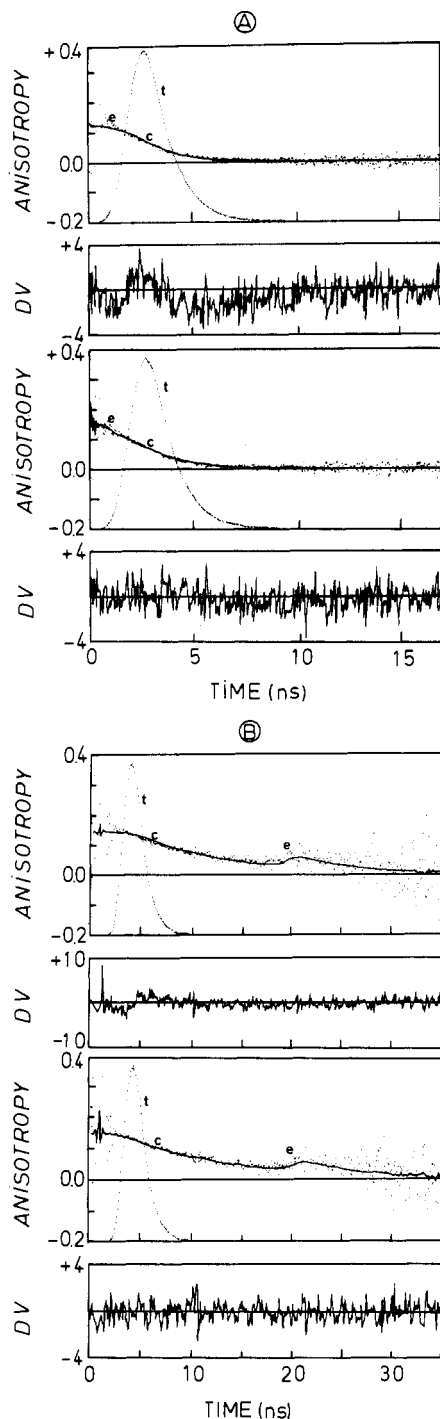 A
+0.4
ANISOTROPY
e
t
c
0.0
-0.2
+4
DV
-4
+0.4
ANISOTROPY
e
t
c
0.0
-0.2
+4
DV
-4
0 5 10 15
TIME (ns)
B
0.4
ANISOTROPY
t
c
e
0.0
-0.2
+10
DV
-10
0.4
ANISOTROPY
t
c
e
0.0
-0.2
+4
DV
-4
0 10 20 30
TIME (ns)